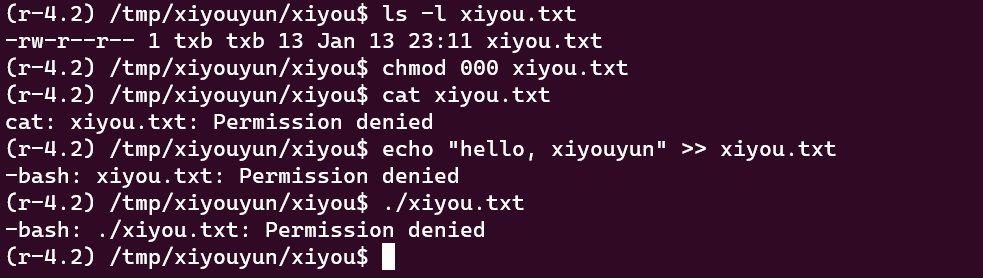 (r-4.2) /tmp/xiyouyun/xiyou$ ls -l xiyou.txt
-rw-r--r-- 1 txb txb 13 Jan 13 23:11 xiyou.txt
(r-4.2) /tmp/xiyouyun/xiyou$ chmod 000 xiyou.txt
(r-4.2) /tmp/xiyouyun/xiyou$ cat xiyou.txt
cat: xiyou.txt: Permission denied
(r-4.2) /tmp/xiyouyun/xiyou$ echo "hello, xiyouyun" >> xiyou.txt
-bash: xiyou.txt: Permission denied
(r-4.2) /tmp/xiyouyun/xiyou$ ./xiyou.txt
-bash: ./xiyou.txt: Permission denied
(r-4.2) /tmp/xiyouyun/xiyou$